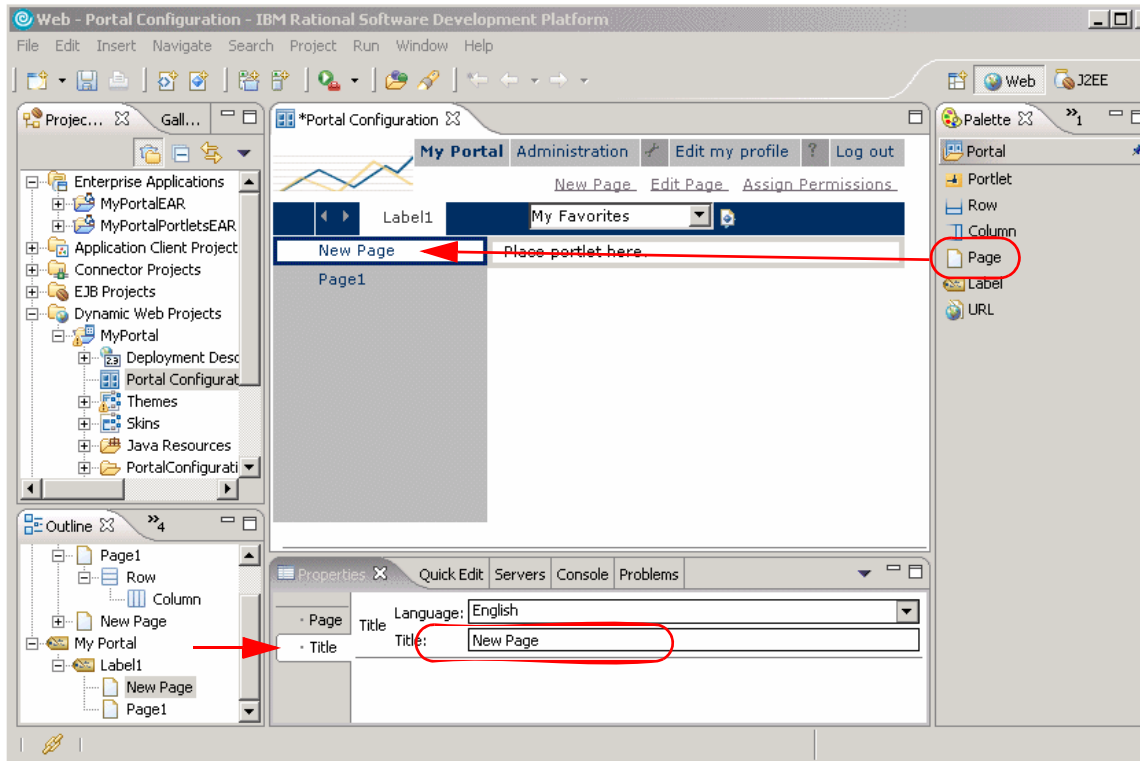 Web - Portal Configuration - IBM Rational Software Development Platform
File Edit Insert Navigate Search Project Run Window Help
Web J2EE
Projec... Gall...
Enterprise Applications
MyPortalEAR
MyPortalPortletsEAR
Application Client Project
Connector Projects
EJB Projects
Dynamic Web Projects
MyPortal
2.3 Deployment Desc
Portal Configurat
Themes
Skins
Java Resources
PortalConfigurati
*Portal Configuration
My Portal Administration Edit my profile ? Log out
New Page Edit Page Assign Permissions
Label1 My Favorites
New Page Place portlet here.
Page1
Palette »1
Portal
Portlet
Row
Column
Page
Label
URL
Outline »4
Page1
Row
Column
New Page
My Portal
Label1
New Page
Page1
Properties Quick Edit Servers Console Problems
Page
Title
Title
Language: English
Title: New Page